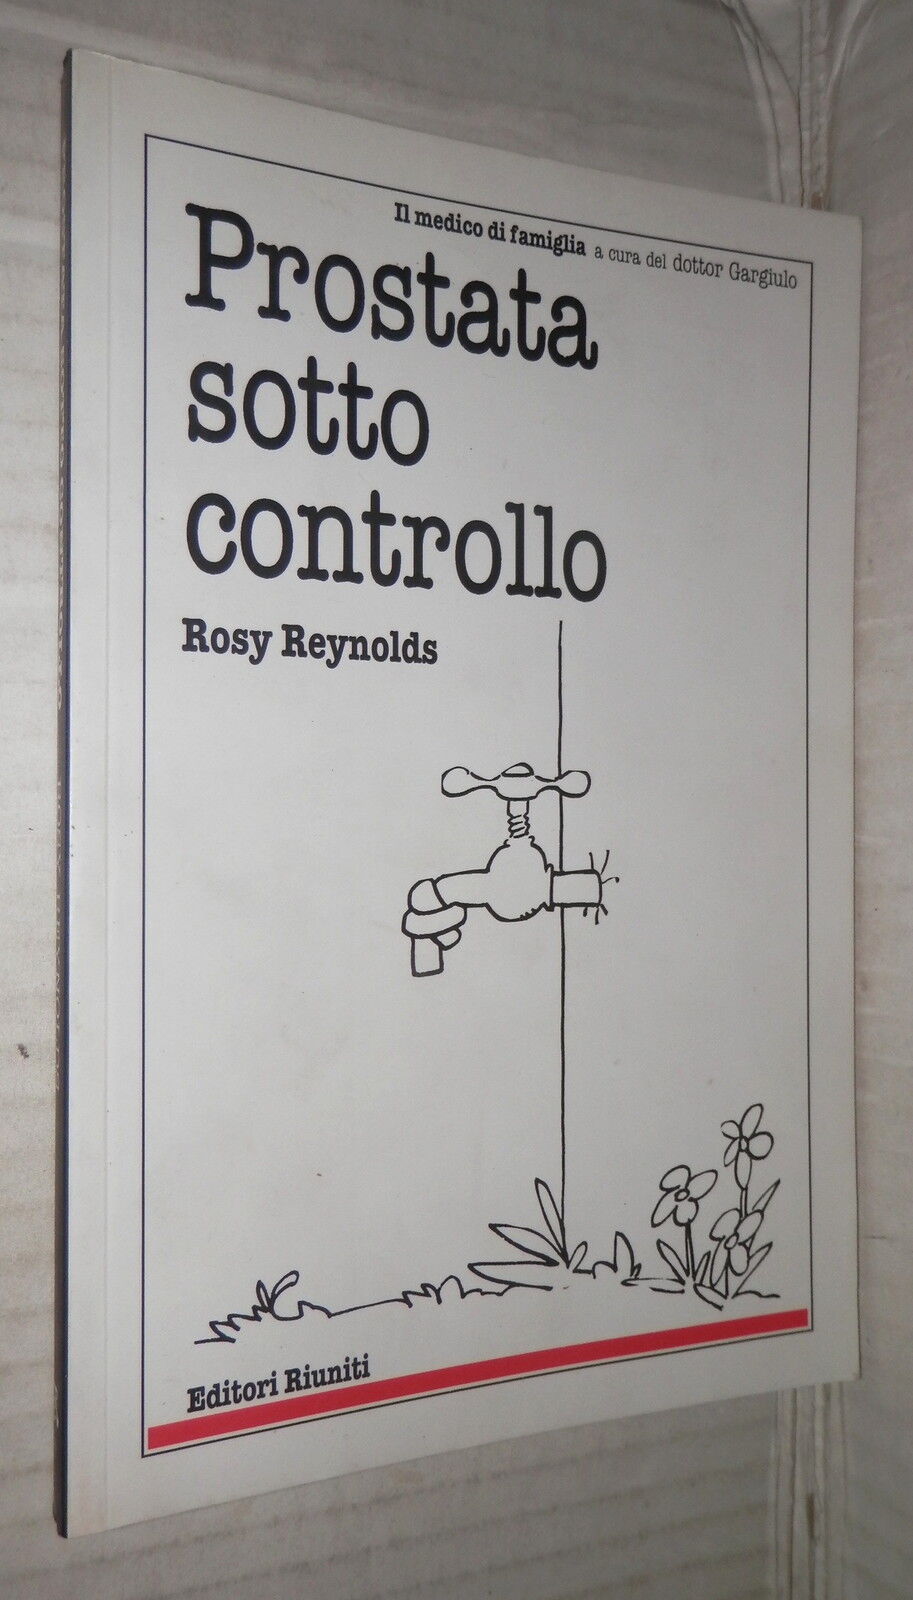 Il medico di famiglia a cura del dottor Gargiulo
Prostata
sotto
controllo
Rosy Reynolds
Editori Riuniti